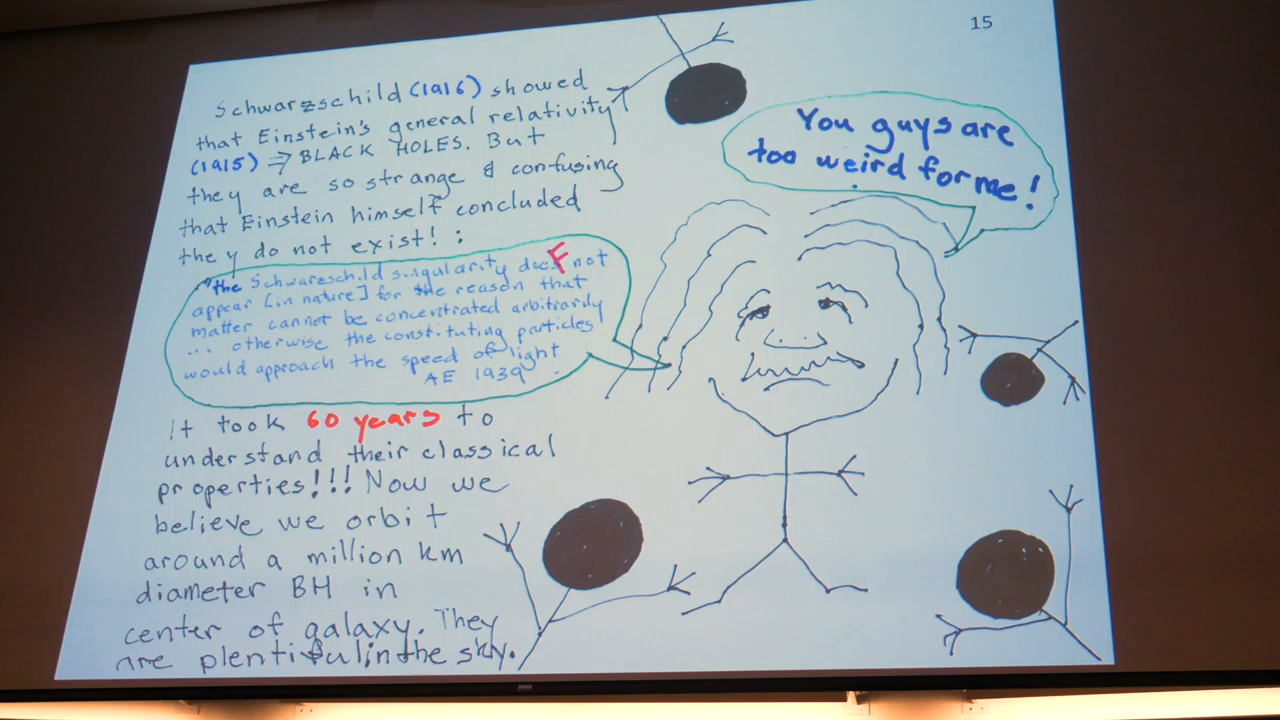 15
Schwarzschild (1916) showed
that Einstein's general relativity
(1915) ⇒ BLACK HOLES. But
they are so strange & confusing
that Einstein himself concluded
they do not exist! :
"the Schwarzschild singularity does not
appear [in nature] for the reason that
matter cannot be concentrated arbitrarily
... otherwise the constituting particles
would approach the speed of light
AE 1939
F
It took 60 years to
understand their classical
properties!!! Now we
believe we orbit
around a million km
diameter BH in
center of galaxy. They
are plentiful in the sky.
You guys are
too weird for me!